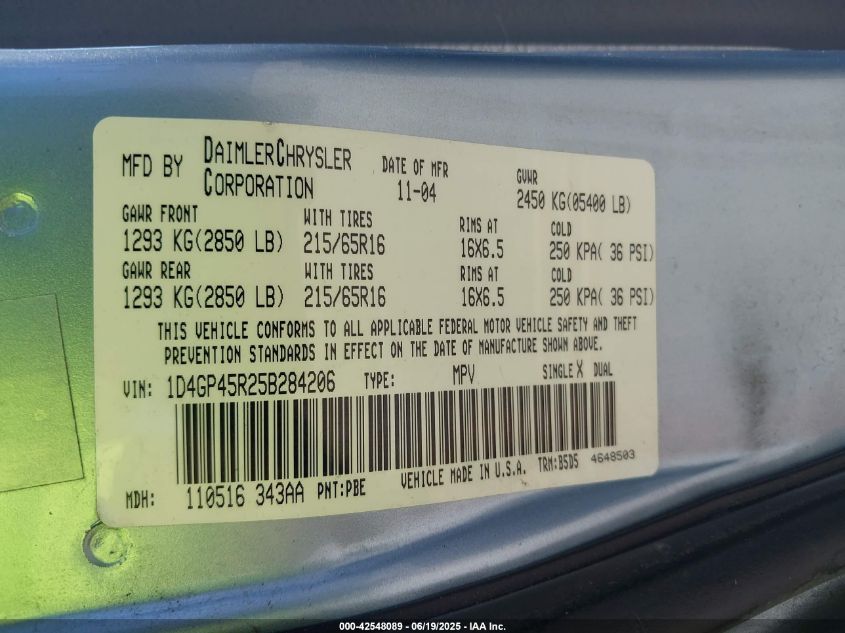 MFD BY DAIMLERCHRYSLER CORPORATION DATE OF MFR 11-04 GVWR 2450 KG(05400 LB)
GAWR FRONT WITH TIRES RIMS AT COLD
1293 KG(2850 LB) 215/65R16 16X6.5 250 KPA( 36 PSI)
GAWR REAR WITH TIRES RIMS AT COLD
1293 KG(2850 LB) 215/65R16 16X6.5 250 KPA( 36 PSI)
THIS VEHICLE CONFORMS TO ALL APPLICABLE FEDERAL MOTOR VEHICLE SAFETY AND THEFT
PREVENTION STANDARDS IN EFFECT ON THE DATE OF MANUFACTURE SHOWN ABOVE.
VIN: 1D4GP45R25B284206 TYPE: MPV SINGLE X DUAL
MDH: 110516 343AA PNT:PBE VEHICLE MADE IN U.S.A. TRM:B5D5 4648503
000-42548089 - 06/19/2025 - IAA Inc.